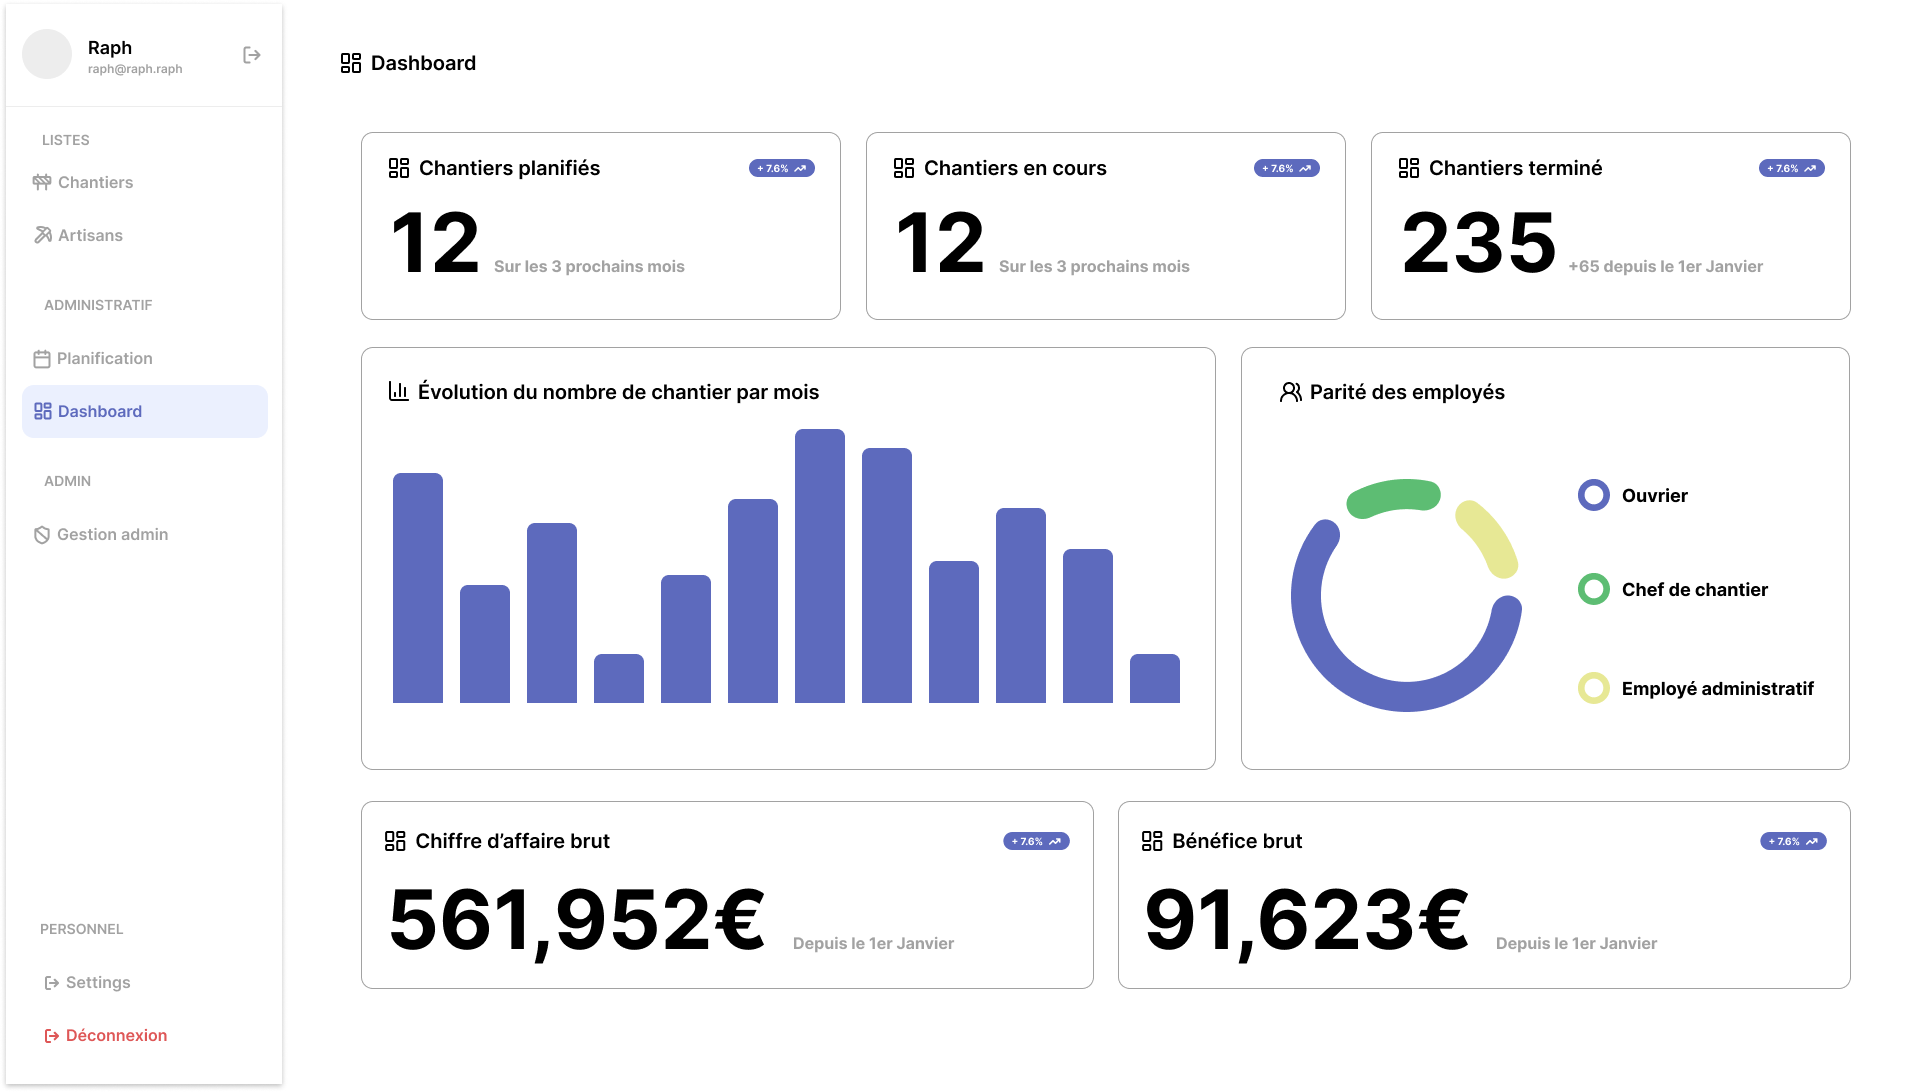 Raph
raph@raph.raph
LISTES
Chantiers
Artisans
ADMINISTRATIF
Planification
Dashboard
ADMIN
Gestion admin
PERSONNEL
Settings
Déconnexion
Dashboard
Chantiers planifiés
+ 7.6%
12 Sur les 3 prochains mois
Chantiers en cours
+ 7.6%
12 Sur les 3 prochains mois
Chantiers terminé
+ 7.6%
235 +65 depuis le 1er Janvier
Évolution du nombre de chantier par mois
Parité des employés
Ouvrier
Chef de chantier
Employé administratif
Chiffre d’affaire brut
+ 7.6%
561,952€ Depuis le 1er Janvier
Bénéfice brut
+ 7.6%
91,623€ Depuis le 1er Janvier